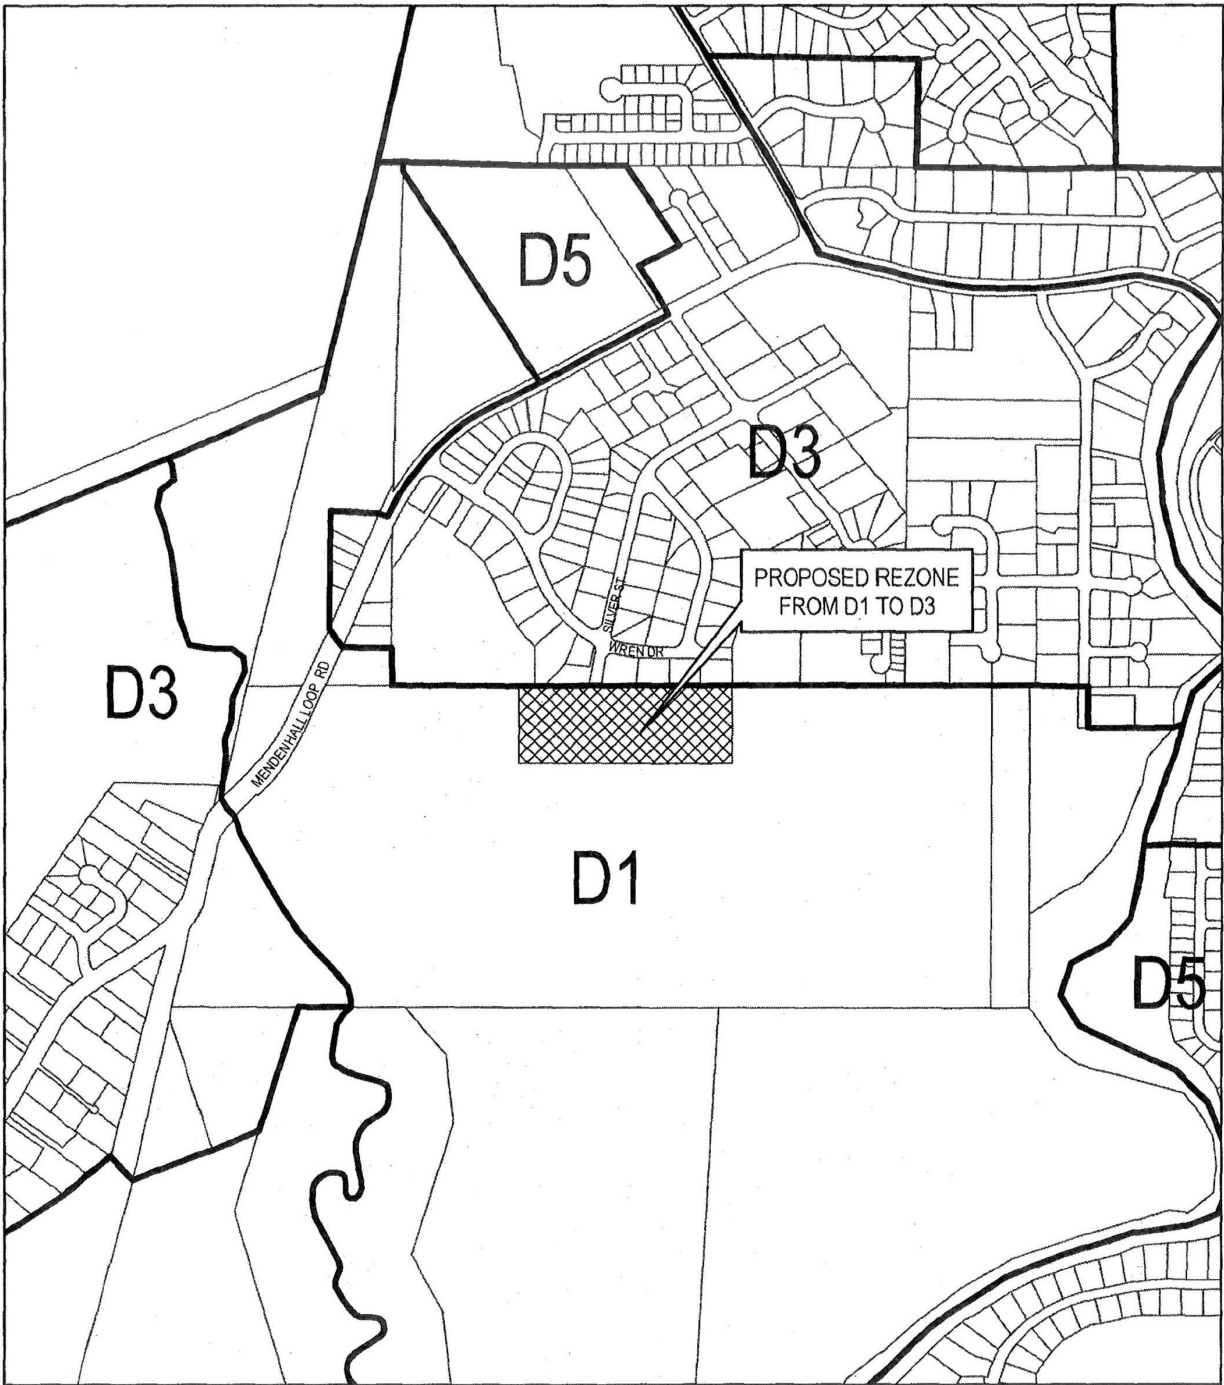 D5
D3
PROPOSED REZONE
FROM D1 TO D3
SILVER ST
WREN DR
D3
MENDENHALL LOOP RD
D1
D5